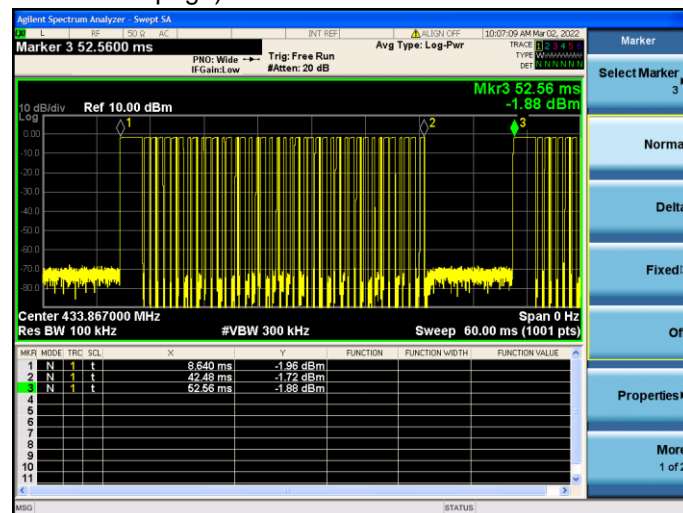 page)
Agilent Spectrum Analyzer - Swept SA
L RF 50 Ω AC INT REF ALIGN OFF 10:07:09 AM Mar 02, 2022
Marker 3 52.5600 ms
PNO: Wide
IFGain:Low
Trig: Free Run
#Atten: 20 dB
Avg Type: Log-Pwr
TRACE 1 2 3 4 5 6
TYPE WWWWWW
DET N N N N N N
Mkr3 52.56 ms
-1.88 dBm
10 dB/div Ref 10.00 dBm
Log
1 2 3
0.00
-10.0
-20.0
-30.0
-40.0
-50.0
-60.0
-70.0
-80.0
Center 433.867000 MHz Span 0 Hz
Res BW 100 kHz #VBW 300 kHz Sweep 60.00 ms (1001 pts)
MKR MODE TRC SCL X Y FUNCTION FUNCTION WIDTH FUNCTION VALUE
1 N 1 t 8.640 ms -1.96 dBm
2 N 1 t 42.48 ms -1.72 dBm
3 N 1 t 52.56 ms -1.88 dBm
4
5
6
7
8
9
10
11
MSG STATUS
Marker
Select Marker
3
Norma
Delta
Fixed
Of
Properties
More
1 of 2